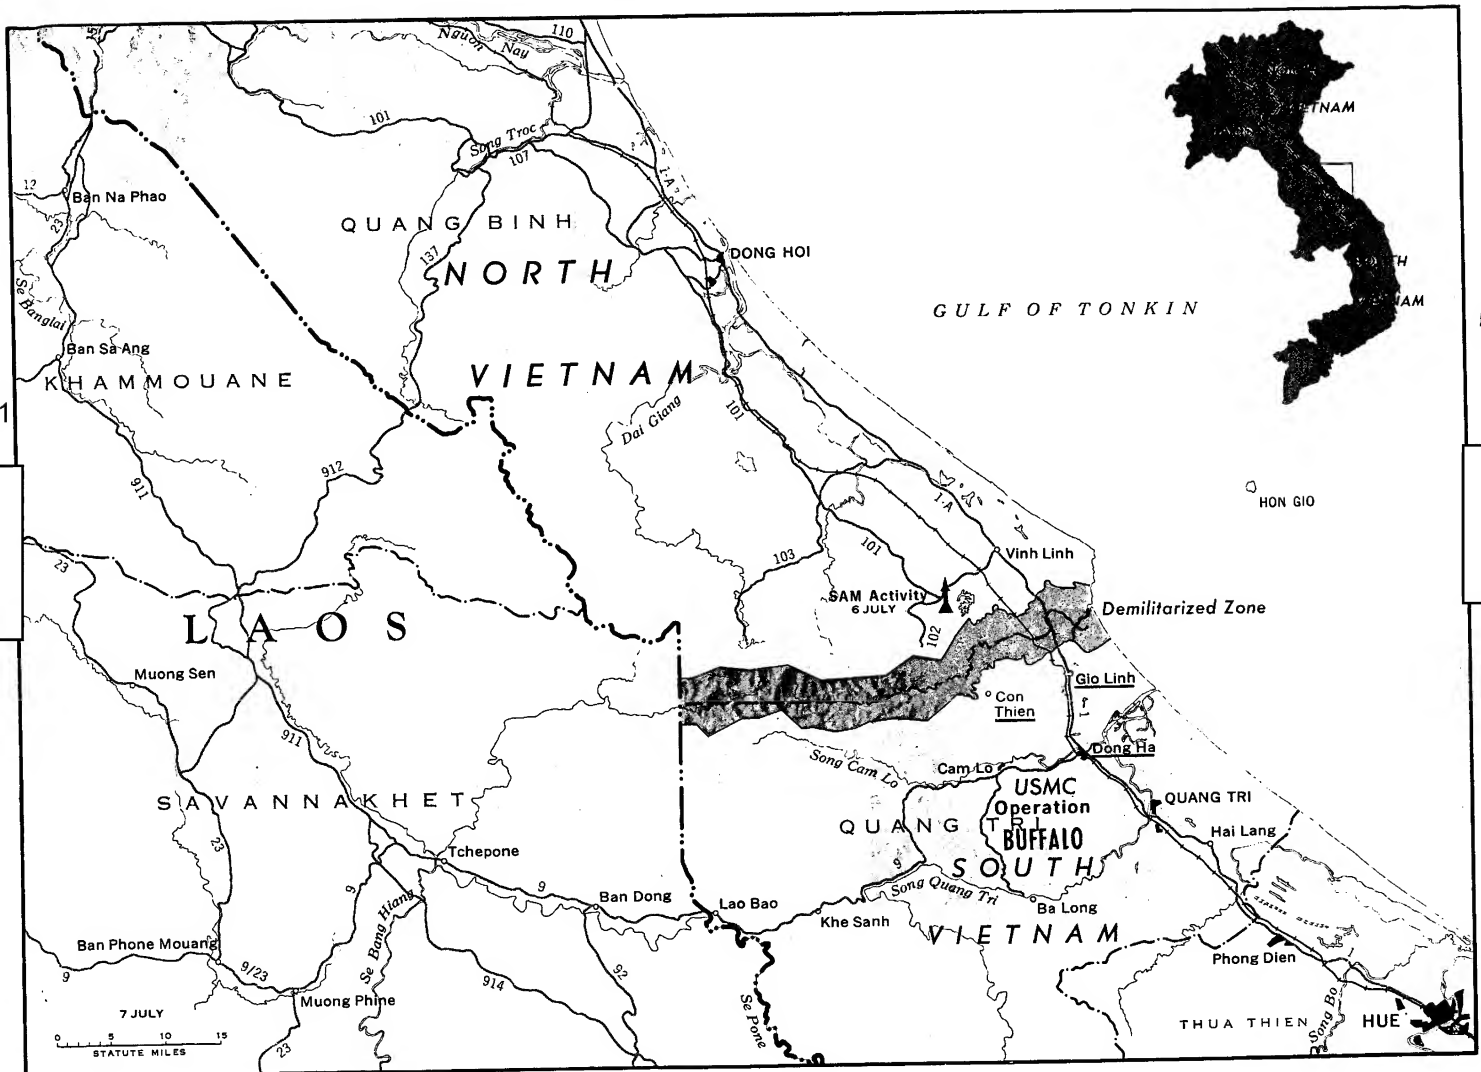 110
15
Nguon
Nay
101
Song Troc
107
1-A
12
Ban Na Phao
23
QUANG BINH
137
NORTH
DONG HOI
VIETNAM
GULF OF TONKIN
Se Banglai
Ban Sa Ang
KHAMMOUANE
VIETNAM
101
Dai Giang
1
912
911
1-A
HON GIO
103
101
Vinh Linh
23
SAM Activity
6 JULY
102
Demilitarized Zone
LAOS
Muong Sen
Gio Linh
Con
Thien
1
911
Dong Ha
Song Cam Lo
Cam Lo
USMC
Operation
BUFFALO
QUANG TRI
SAVANNAKHET
QUANG TRI
Hai Lang
23
Tchepone
SOUTH
9
9
9
Song Quang Tri
Ban Dong
Lao Bao
Khe Sanh
Ba Long
VIETNAM
Se Bang Hiang
Ban Phone Mouang
9
9/23
92
914
Phong Dien
Muong Phine
Se Pone
Song Bo
THUA THIEN
HUE
23
7 JULY
0 5 10 15
STATUTE MILES